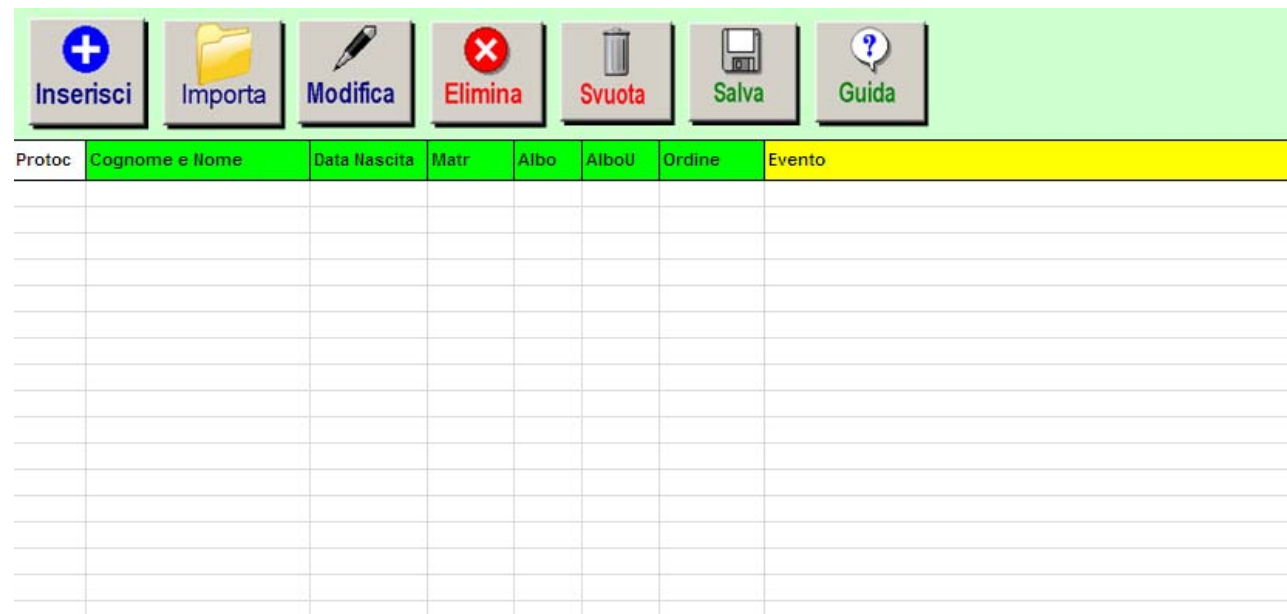 Inserisci Importa Modifica Elimina Svuota Salva ? Guida
Protoc Cognome e Nome Data Nascita Matr Albo AlboU Ordine Evento